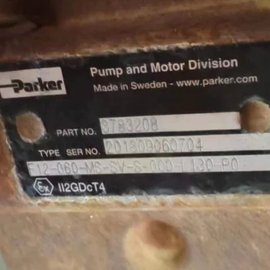 Parker
Pump and Motor Division
Made in Sweden - www.parker.com
PART NO. 3783208
TYPE SER NO.
F12-060-MS-SV-S-000-L130-P0
Ex II2GDcT4